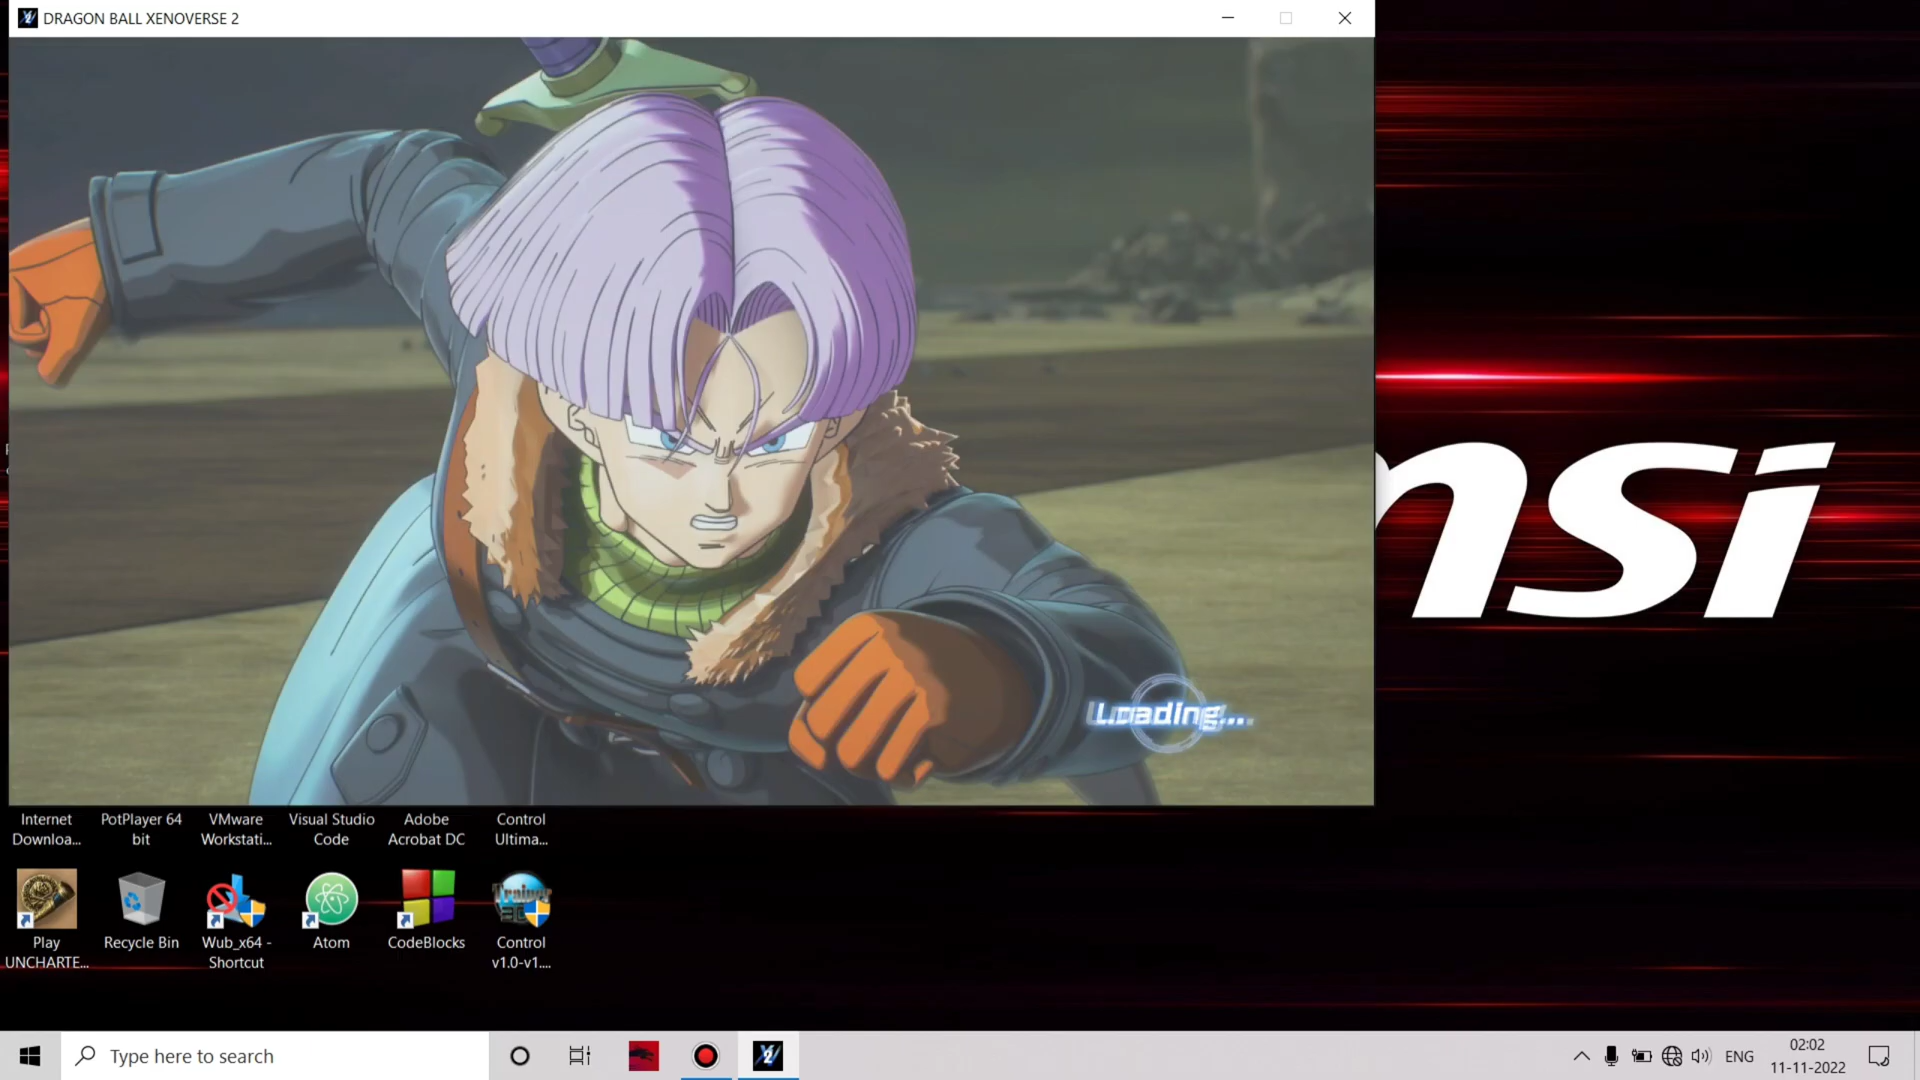 DRAGON BALL XENOVERSE 2
Loading...
msi
Internet Downloa...
PotPlayer 64 bit
VMware Workstati...
Visual Studio Code
Adobe Acrobat DC
Control Ultima...
Play UNCHARTE...
Recycle Bin
Wub_x64 - Shortcut
Atom
CodeBlocks
Trainer
Control v1.0-v1....
Type here to search
2
ENG
02:02
11-11-2022